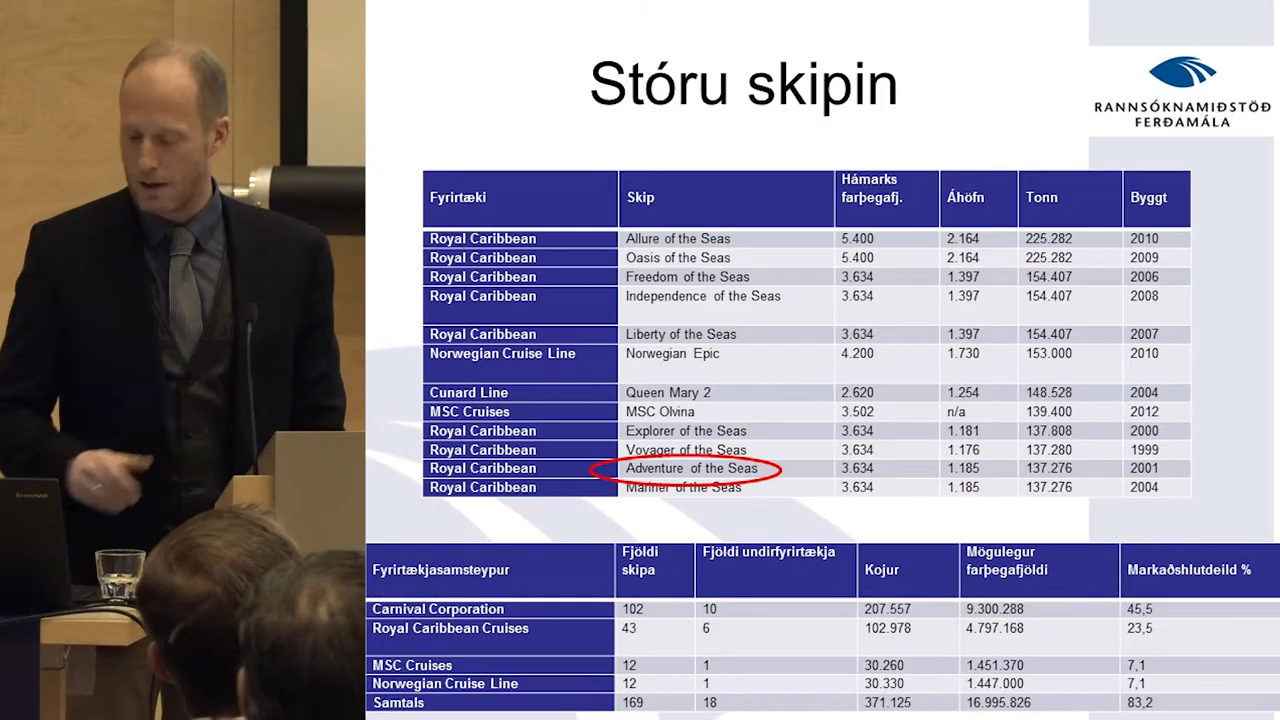 Stóru skipin
RANNSÓKNAMIÐSTÖÐ
FERÐAMÁLA
Fyrirtæki Skip Hámarks farþegafj. Áhöfn Tonn Byggt
Royal Caribbean Allure of the Seas 5.400 2.164 225.282 2010
Royal Caribbean Oasis of the Seas 5.400 2.164 225.282 2009
Royal Caribbean Freedom of the Seas 3.634 1.397 154.407 2006
Royal Caribbean Independence of the Seas 3.634 1.397 154.407 2008
Royal Caribbean Liberty of the Seas 3.634 1.397 154.407 2007
Norwegian Cruise Line Norwegian Epic 4.200 1.730 153.000 2010
Cunard Line Queen Mary 2 2.620 1.254 148.528 2004
MSC Cruises MSC Olvina 3.502 n/a 139.400 2012
Royal Caribbean Explorer of the Seas 3.634 1.181 137.808 2000
Royal Caribbean Voyager of the Seas 3.634 1.176 137.280 1999
Royal Caribbean Adventure of the Seas 3.634 1.185 137.276 2001
Royal Caribbean Mariner of the Seas 3.634 1.185 137.276 2004
Fyrirtækjasamsteypur Fjöldi skipa Fjöldi undirfyrirtækja Kojur Mögulegur farþegafjöldi Markaðshlutdeild %
Carnival Corporation 102 10 207.557 9.300.288 45,5
Royal Caribbean Cruises 43 6 102.978 4.797.168 23,5
MSC Cruises 12 1 30.260 1.451.370 7,1
Norwegian Cruise Line 12 1 30.330 1.447.000 7,1
Samtals 169 18 371.125 16.995.826 83,2